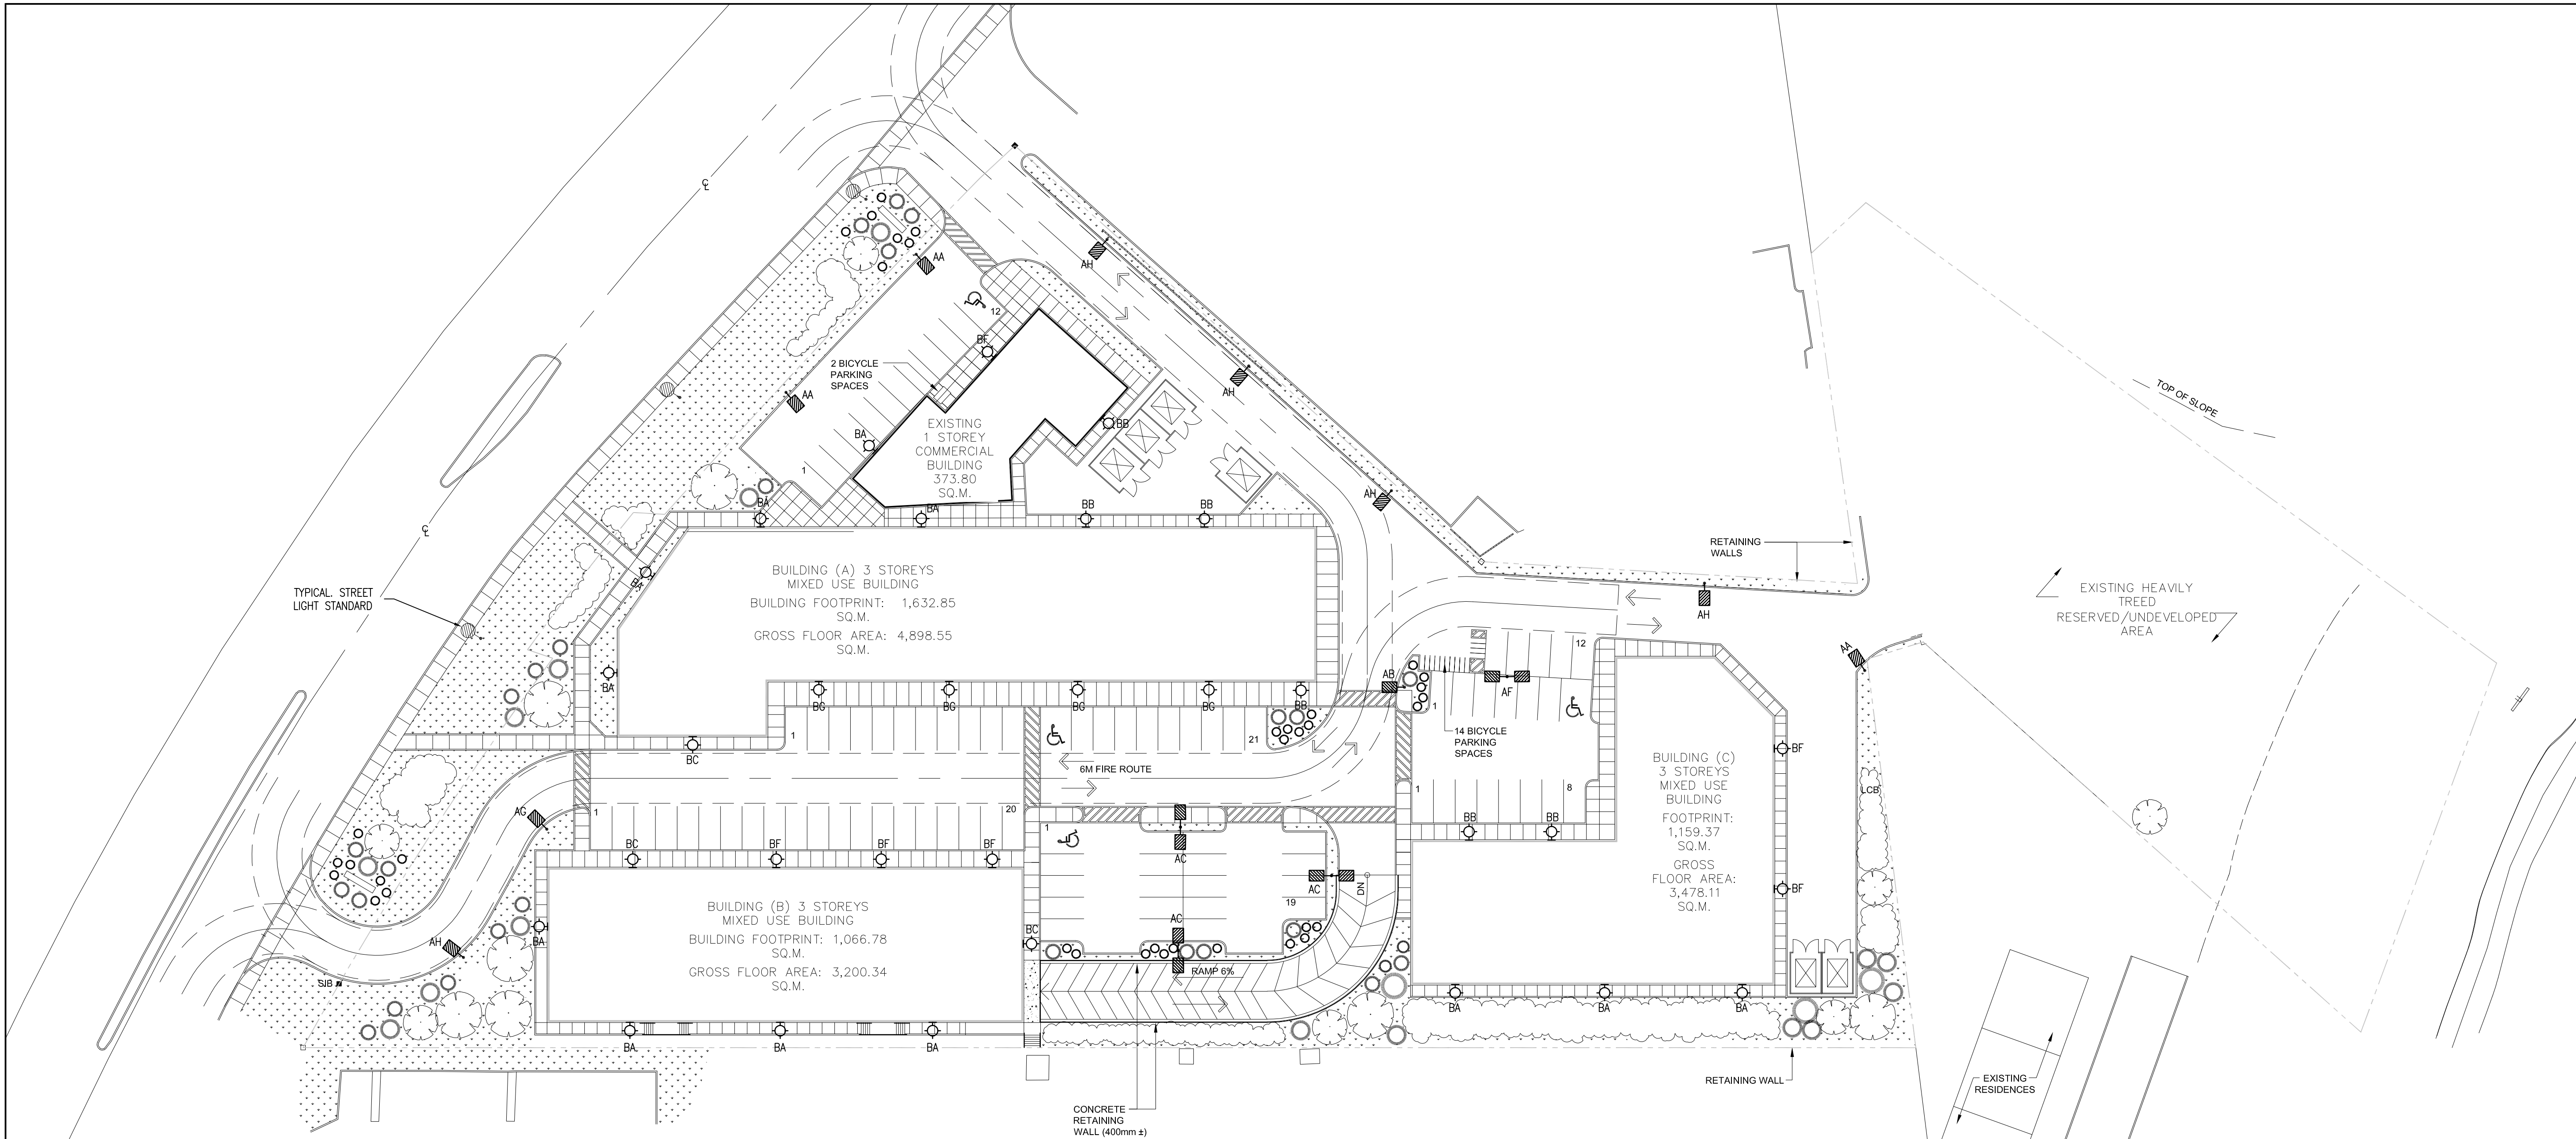 ℄
AH
AA
12
BF
2 BICYCLE
PARKING
SPACES
AH
AA
TOP OF SLOPE
BA
BB
EXISTING
1 STOREY
COMMERCIAL
BUILDING
373.80
SQ.M.
1
AH
BA
BA
BB
BB
℄
RETAINING
WALLS
BUILDING (A) 3 STOREYS
MIXED USE BUILDING
BUILDING FOOTPRINT: 1,632.85
SQ.M.
GROSS FLOOR AREA: 4,898.55
SQ.M.
BA
TYPICAL. STREET
LIGHT STANDARD
AH
EXISTING HEAVILY
TREED
RESERVED/UNDEVELOPED
AREA
12
AA
BA
AB
AF
BG
BG
BG
BG
BB
1
1
21
14 BICYCLE
PARKING
SPACES
BC
6M FIRE ROUTE
BF
BUILDING (C)
3 STOREYS
MIXED USE
BUILDING
FOOTPRINT:
1,159.37
SQ.M.
GROSS
FLOOR AREA:
3,478.11
SQ.M.
1
8
LCB
AG
1
20
1
BB
BB
BC
BF
BF
BF
AC
AC
DN
BF
19
BUILDING (B) 3 STOREYS
MIXED USE BUILDING
BUILDING FOOTPRINT: 1,066.78
SQ.M.
GROSS FLOOR AREA: 3,200.34
SQ.M.
AC
BC
AH
BA
RAMP 6%
SJB
BA
BA
BA
BA
BA
BA
RETAINING WALL
EXISTING
RESIDENCES
CONCRETE
RETAINING
WALL (400mm ±)